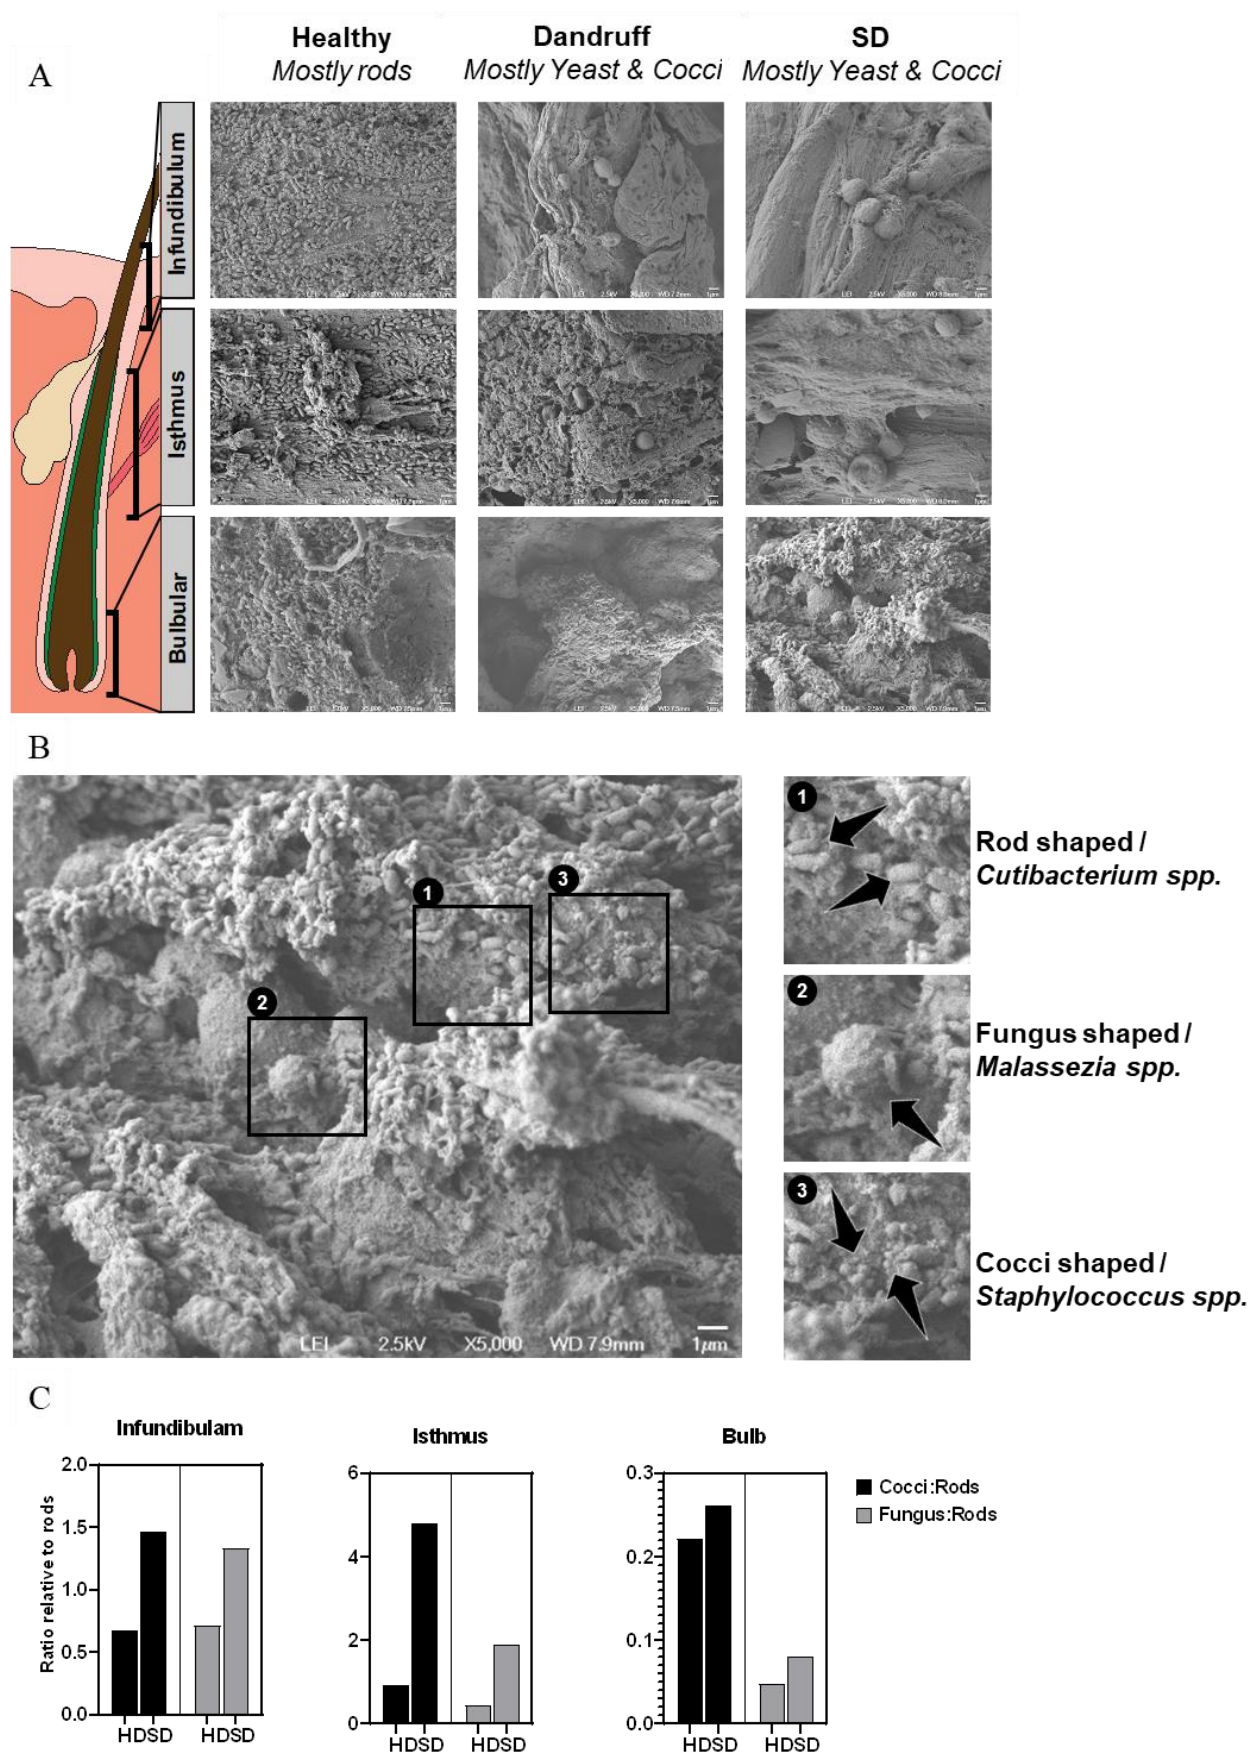 A
Healthy
Mostly rods
Dandruff
Mostly Yeast & Cocci
SD
Mostly Yeast & Cocci
Infundibulum
Isthmus
Bulbular
B
1
2
3
LEI 2.5kV X5,000 WD 7.9mm 1µm
1
Rod shaped /
Cutibacterium spp.
2
Fungus shaped /
Malassezia spp.
3
Cocci shaped /
Staphylococcus spp.
C
Infundibulam
Ratio relative to rods
2.0
1.5
1.0
0.5
0.0
HDSD HDSD
Isthmus
6
4
2
0
HDSD HDSD
Bulb
0.3
0.2
0.1
0.0
HDSD HDSD
Cocci:Rods
Fungus:Rods